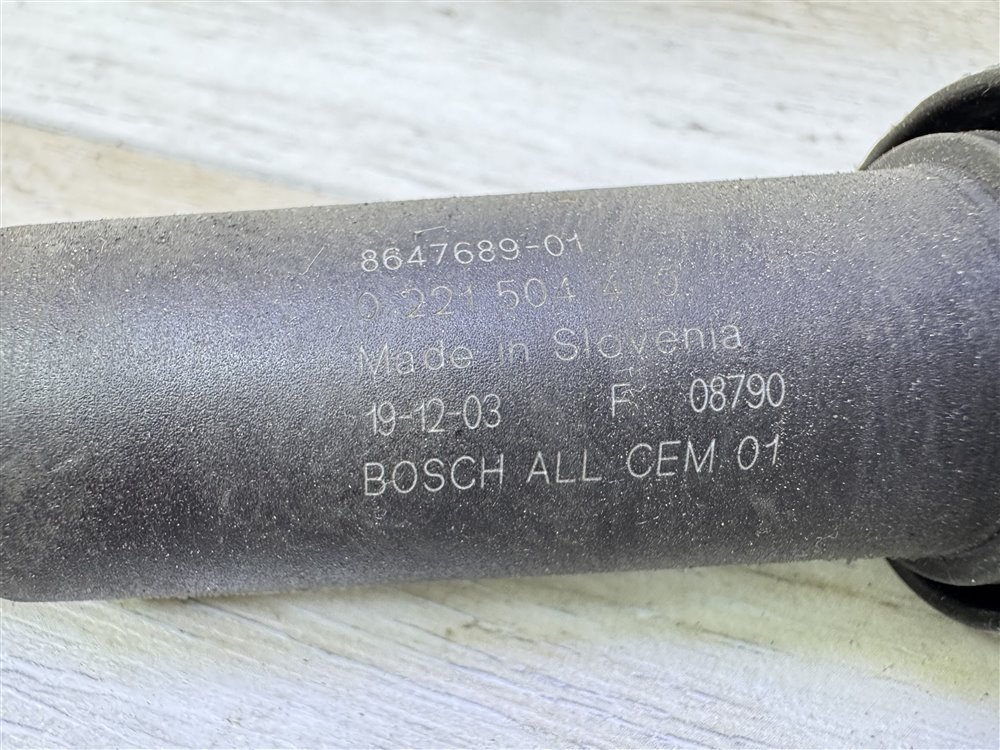 8647689-01
0 221 504
Made in Slovenia
19-12-03 F 08790
BOSCH ALL CEM 01